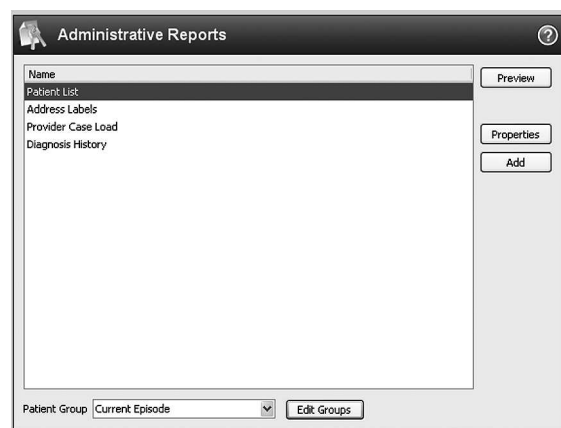 Administrative Reports
?
Name
Preview
Patient List
Address Labels
Provider Case Load
Properties
Diagnosis History
Add
Patient Group Current Episode Edit Groups